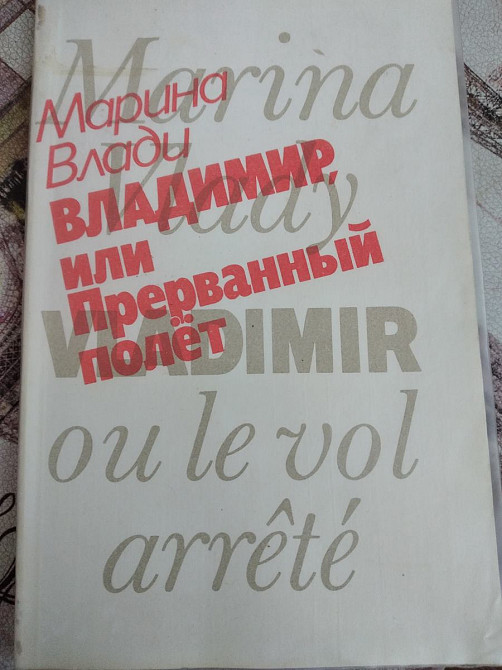 Marina
Vlady
VLADIMIR
ou le vol
arrêté
Марина
Влади
ВЛАДИМИР,
или
Прерванный
полёт